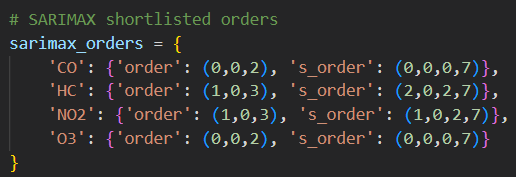 # SARIMAX shortlisted orders
sarimax_orders = {
    'CO': {'order': (0,0,2), 's_order': (0,0,0,7)},
    'HC': {'order': (1,0,3), 's_order': (2,0,2,7)},
    'NO2': {'order': (1,0,3), 's_order': (1,0,2,7)},
    'O3': {'order': (0,0,2), 's_order': (0,0,0,7)}
}